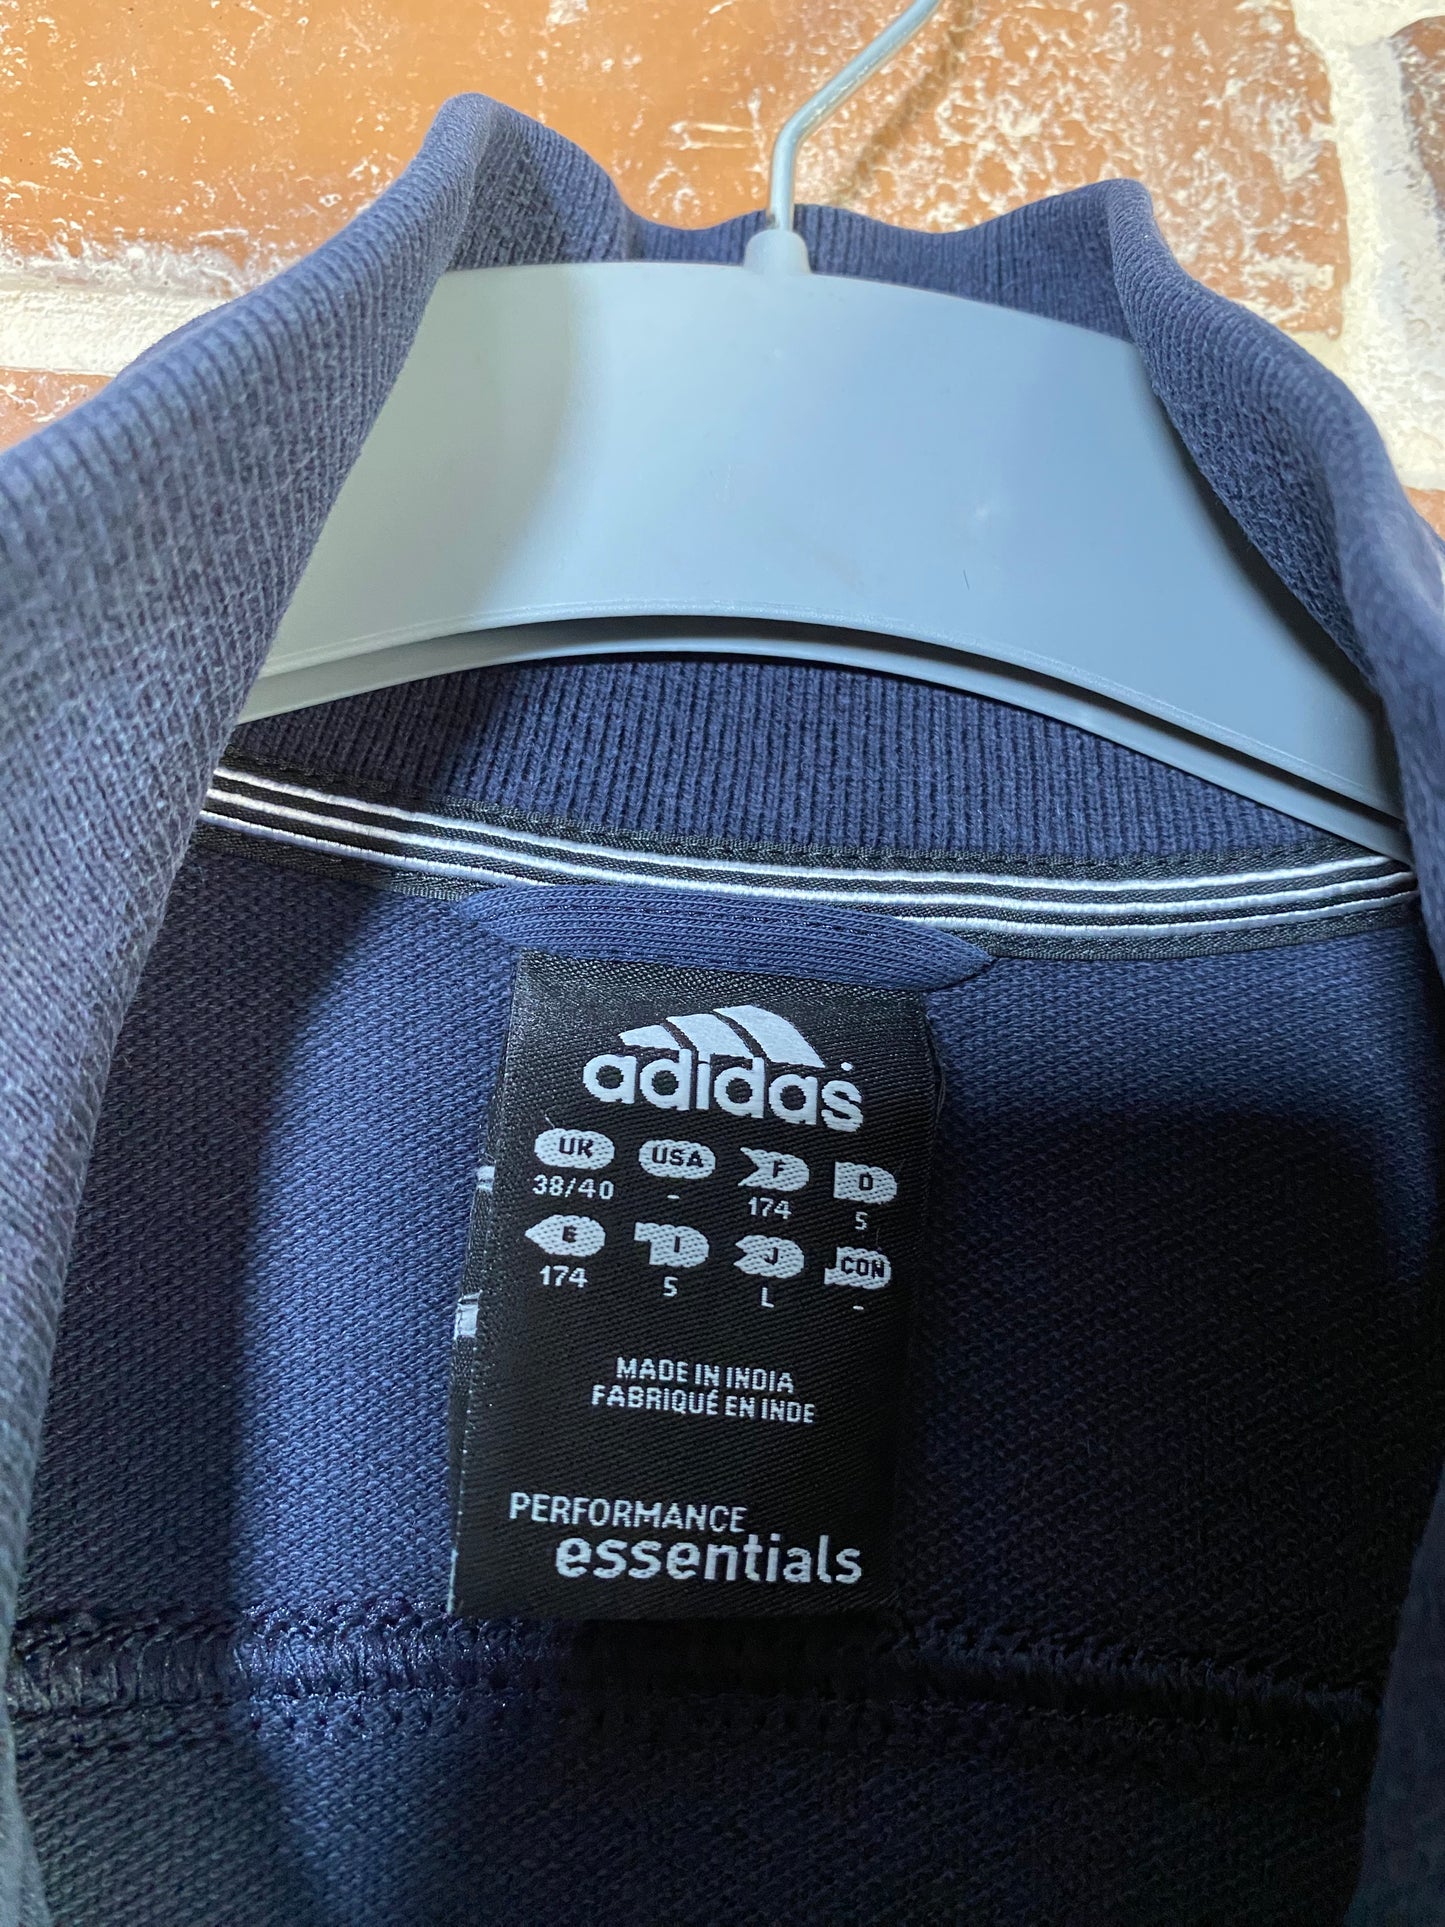 adidas
UK USA F D
38/40 - 174 5
E I J CON
174 5 L -
MADE IN INDIA
FABRIQUÉ EN INDE
PERFORMANCE
essentials